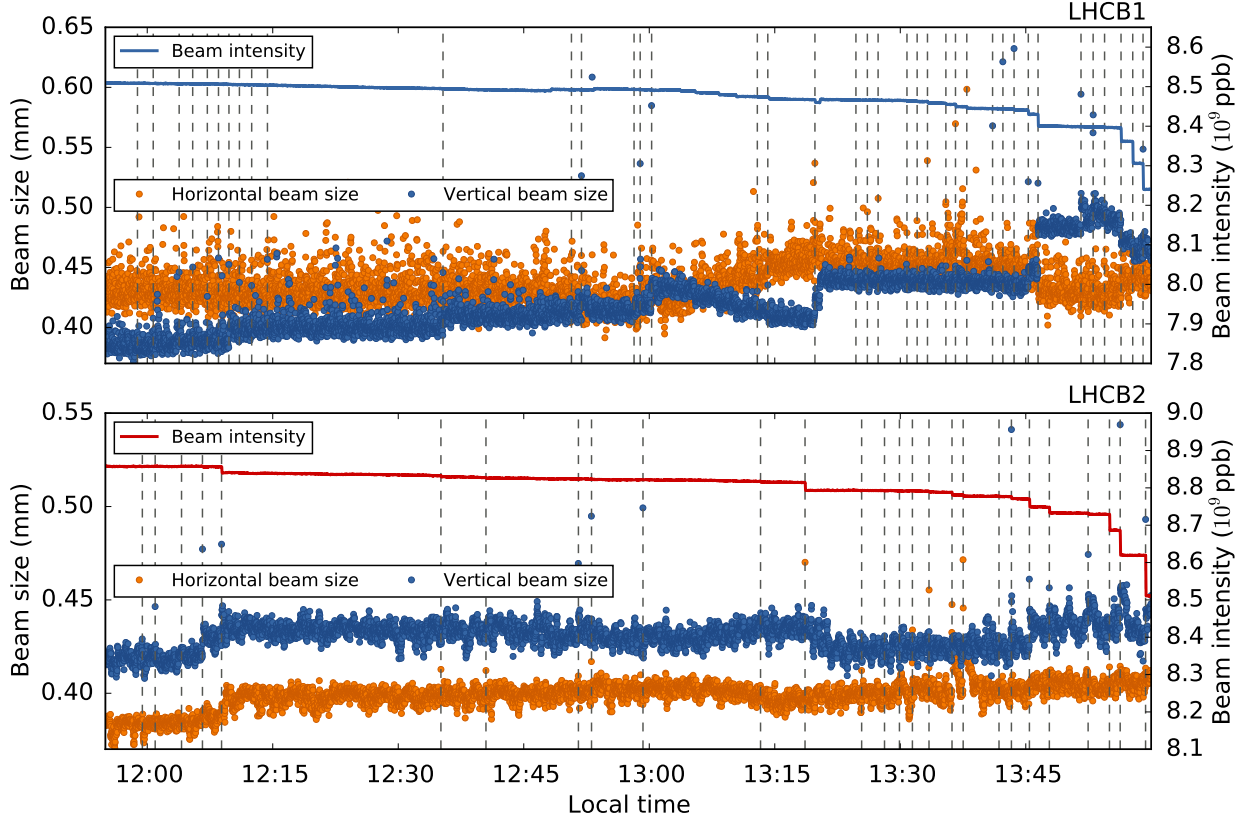 LHCB1
0.65
0.60
0.55
0.50
0.45
0.40
Beam size (mm)
Beam intensity
Horizontal beam size
Vertical beam size
8.6
8.5
8.4
8.3
8.2
8.1
8.0
7.9
7.8
Beam intensity (10⁹ ppb)
LHCB2
0.55
0.50
0.45
0.40
Beam size (mm)
Beam intensity
Horizontal beam size
Vertical beam size
9.0
8.9
8.8
8.7
8.6
8.5
8.4
8.3
8.2
8.1
Beam intensity (10⁹ ppb)
12:00 12:15 12:30 12:45 13:00 13:15 13:30 13:45
Local time